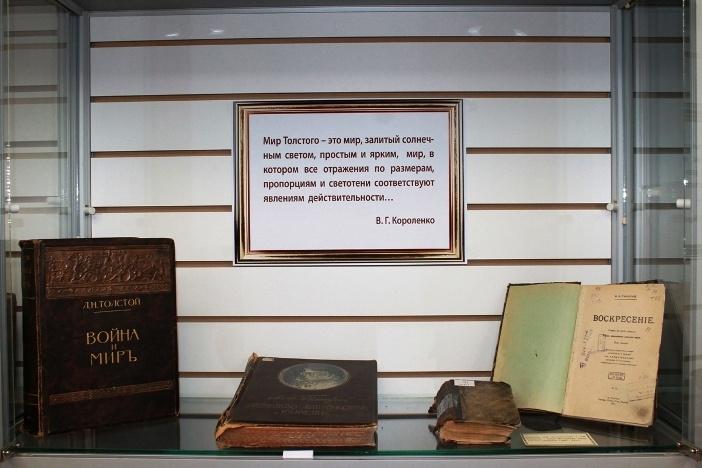 Мир Толстого – это мир, залитый солнеч-
ным светом, простым и ярким, мир, в
котором все отражения по размерам,
пропорциям и светотени соответствуют
явлениям действительности…
В. Г. Короленко
Л.Н.ТОЛСТОЙ
ВОЙНА
И
МИРЪ
ВОСКРЕСЕНІЕ.